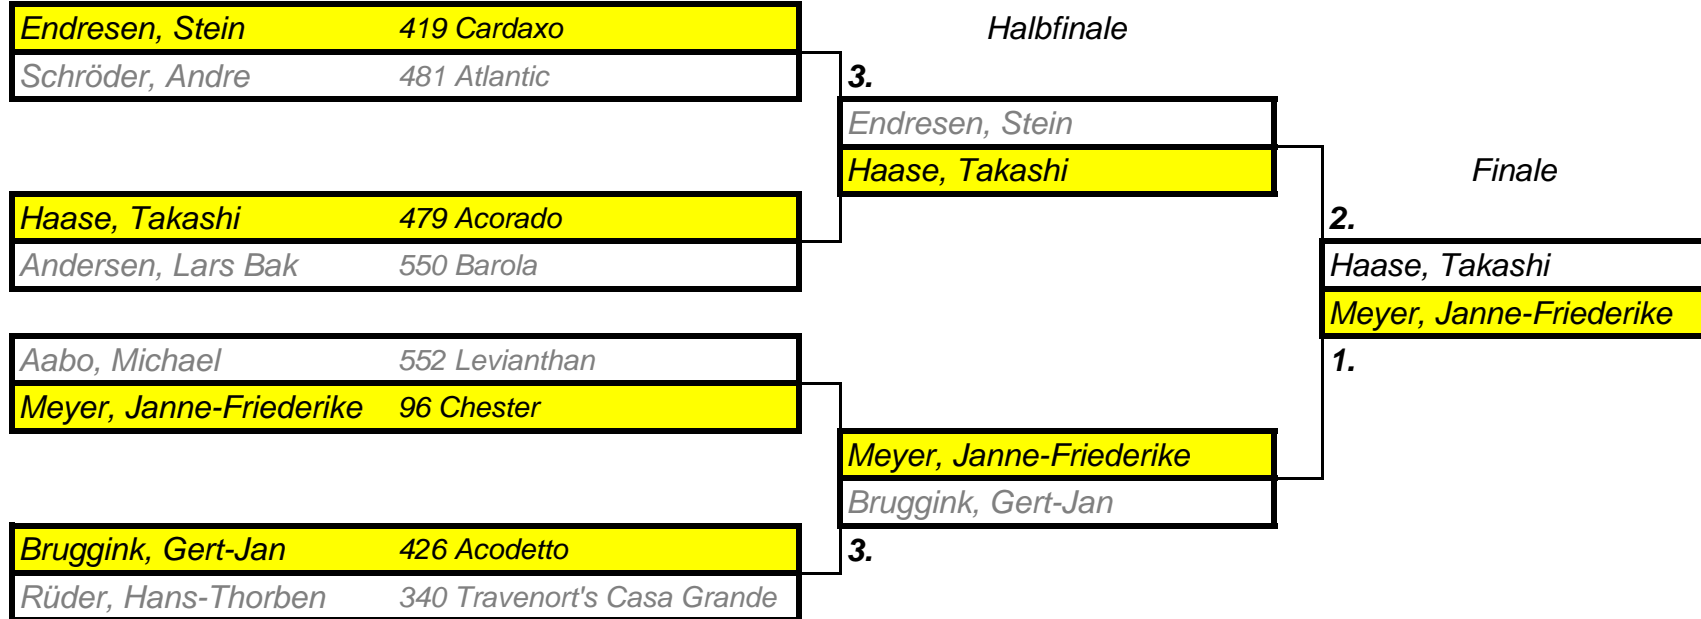 Endresen, Stein 419 Cardaxo
Schröder, Andre 481 Atlantic
Haase, Takashi 479 Acorado
Andersen, Lars Bak 550 Barola
Aabo, Michael 552 Levianthan
Meyer, Janne-Friederike 96 Chester
Bruggink, Gert-Jan 426 Acodetto
Rüder, Hans-Thorben 340 Travenort's Casa Grande
Halbfinale
3.
Endresen, Stein
Haase, Takashi
Meyer, Janne-Friederike
Bruggink, Gert-Jan
3.
Finale
2.
Haase, Takashi
Meyer, Janne-Friederike
1.